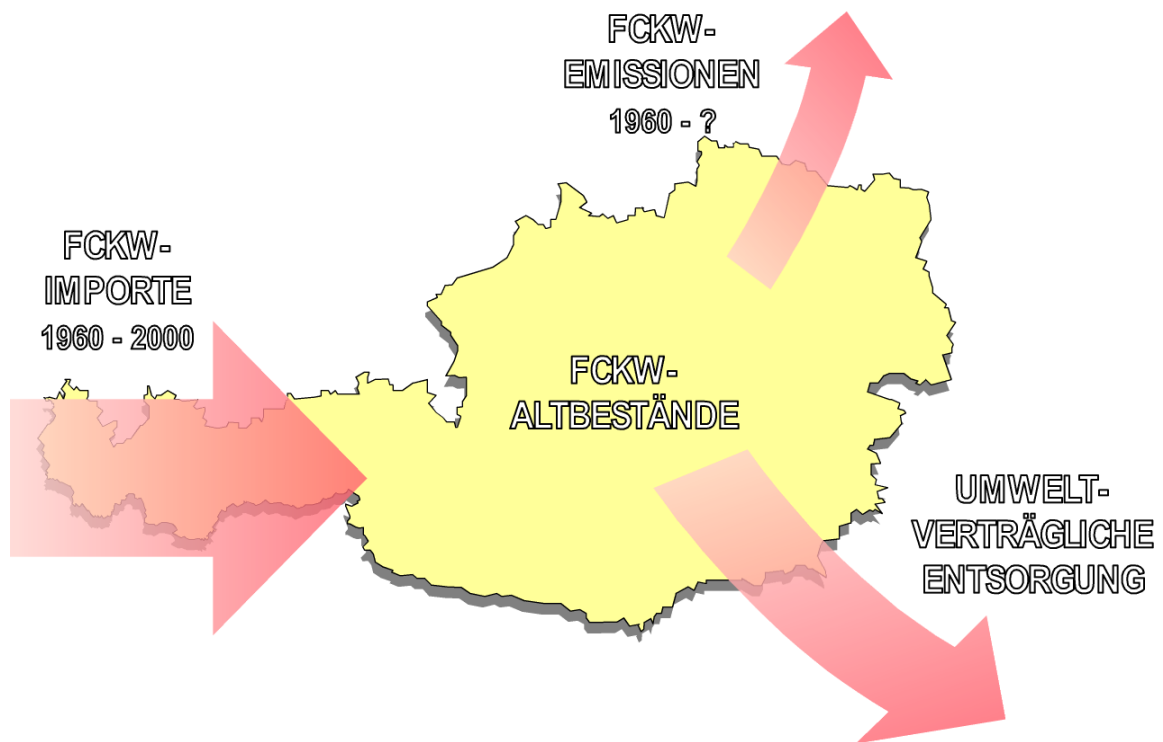 FCKW-
EMISSIONEN
1960 - ?
FCKW-
IMPORTE
1960 - 2000
FCKW-
ALTBESTÄNDE
UMWELT-
VERTRÄGLICHE
ENTSORGUNG